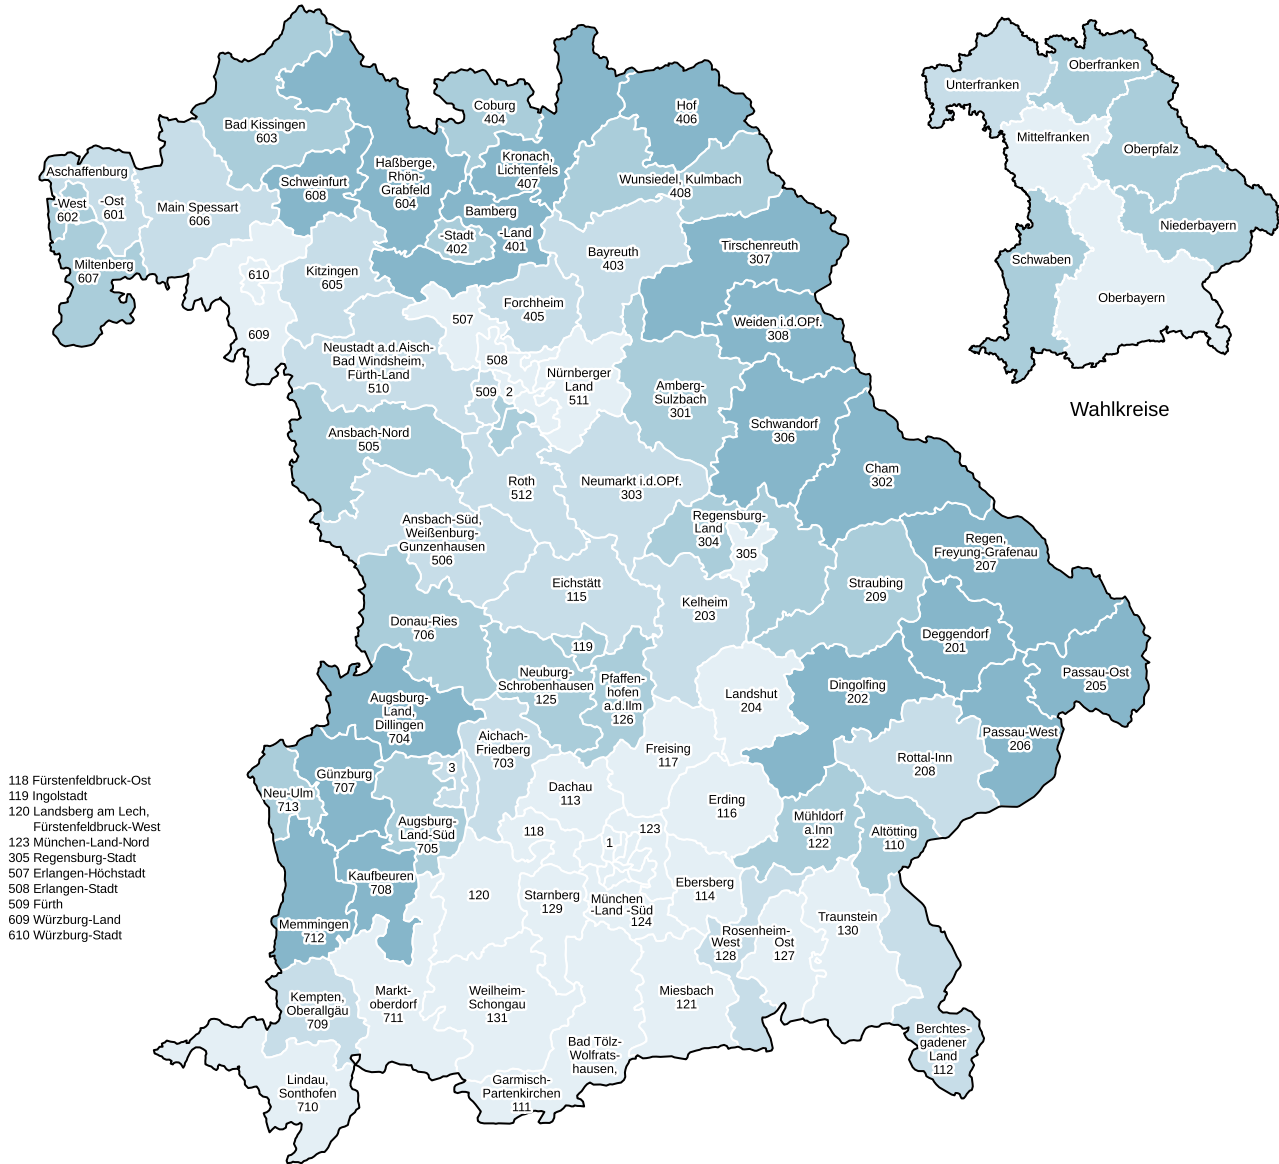 Unterfranken
Oberfranken
Mittelfranken
Oberpfalz
Niederbayern
Schwaben
Oberbayern
Wahlkreise
Bad Kissingen
603
Coburg
404
Hof
406
Kronach,
Lichtenfels
407
Haßberge,
Rhön-
Grabfeld
604
Schweinfurt
608
Wunsiedel, Kulmbach
408
Aschaffenburg
-West
602
-Ost
601
Main Spessart
606
Bamberg
-Stadt
402
-Land
401
Bayreuth
403
Tirschenreuth
307
Miltenberg
607
610
Kitzingen
605
609
Forchheim
405
507
Weiden i.d.OPf.
308
Neustadt a.d.Aisch-
Bad Windsheim,
Fürth-Land
510
508
509
2
Nürnberger
Land
511
Amberg-
Sulzbach
301
Schwandorf
306
Ansbach-Nord
505
Roth
512
Neumarkt i.d.OPf.
303
Cham
302
Ansbach-Süd,
Weißenburg-
Gunzenhausen
506
Regensburg-
Land
304
305
Regen,
Freyung-Grafenau
207
Eichstätt
115
Straubing
209
Kelheim
203
Donau-Ries
706
119
Deggendorf
201
Neuburg-
Schrobenhausen
125
Pfaffen-
hofen
a.d.Ilm
126
Landshut
204
Dingolfing
202
Passau-Ost
205
Augsburg-
Land,
Dillingen
704
Aichach-
Friedberg
703
Freising
117
Passau-West
206
Rottal-Inn
208
3
Günzburg
707
Neu-Ulm
713
Dachau
113
Erding
116
Augsburg-
Land-Süd
705
118
123
1
Mühldorf
a.Inn
122
Altötting
110
Kaufbeuren
708
120
Starnberg
129
München
-Land -Süd
124
Ebersberg
114
Memmingen
712
Rosenheim-
West
128
Ost
127
Traunstein
130
Kempten,
Oberallgäu
709
Markt-
oberdorf
711
Weilheim-
Schongau
131
Miesbach
121
Bad Tölz-
Wolfrats-
hausen,
Garmisch-
Partenkirchen
111
Berchtes-
gadener
Land
112
Lindau,
Sonthofen
710
118 Fürstenfeldbruck-Ost
119 Ingolstadt
120 Landsberg am Lech,
Fürstenfeldbruck-West
123 München-Land-Nord
305 Regensburg-Stadt
507 Erlangen-Höchstadt
508 Erlangen-Stadt
509 Fürth
609 Würzburg-Land
610 Würzburg-Stadt